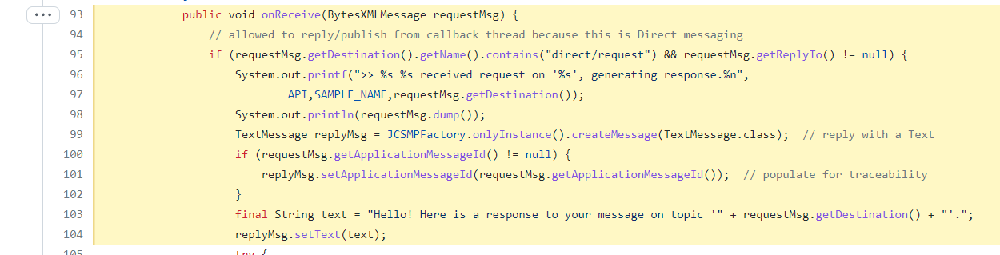 93 public void onReceive(BytesXMLMessage requestMsg) {
94 // allowed to reply/publish from callback thread because this is Direct messaging
95 if (requestMsg.getDestination().getName().contains("direct/request") && requestMsg.getReplyTo() != null) {
96 System.out.printf(">> %s %s received request on '%s', generating response.%n",
97 API,SAMPLE_NAME,requestMsg.getDestination());
98 System.out.println(requestMsg.dump());
99 TextMessage replyMsg = JCSMPFactory.onlyInstance().createMessage(TextMessage.class);  // reply with a Text
100 if (requestMsg.getApplicationMessageId() != null) {
101 replyMsg.setApplicationMessageId(requestMsg.getApplicationMessageId());  // populate for traceability
102 }
103 final String text = "Hello! Here is a response to your message on topic '" + requestMsg.getDestination() + "'.";
104 replyMsg.setText(text);
105 try {